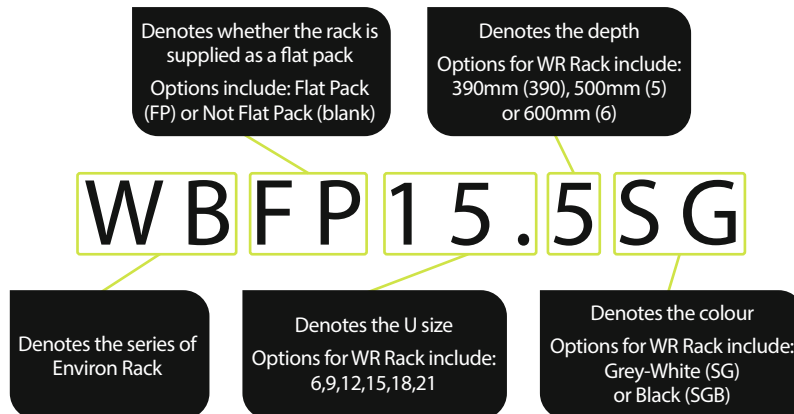 Denotes whether the rack is
supplied as a flat pack
Options include: Flat Pack
(FP) or Not Flat Pack (blank)
Denotes the depth
Options for WR Rack include:
390mm (390), 500mm (5)
or 600mm (6)
WBFP15.5SG
Denotes the series of
Environ Rack
Denotes the U size
Options for WR Rack include:
6,9,12,15,18,21
Denotes the colour
Options for WR Rack include:
Grey-White (SG)
or Black (SGB)